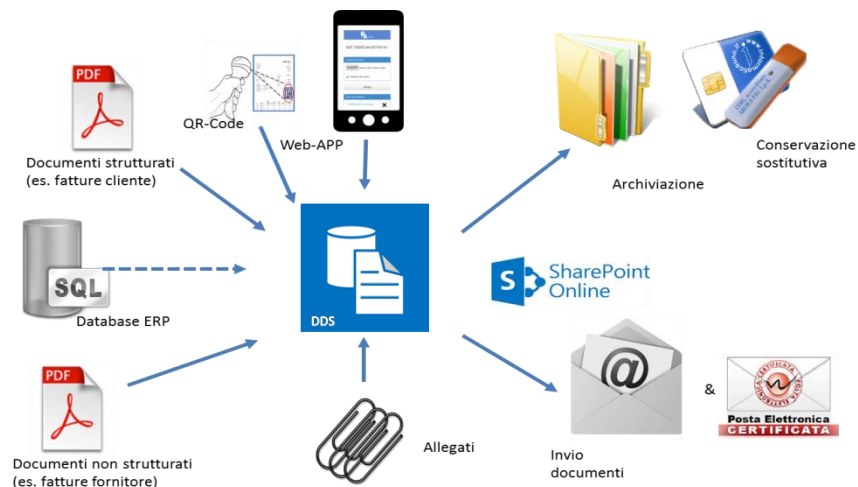 PDF
Documenti strutturati
(es. fatture cliente)
QR-Code
Web-APP
Archiviazione
Conservazione
sostitutiva
SQL
Database ERP
DDS
S
SharePoint
Online
PDF
Documenti non strutturati
(es. fatture fornitore)
Allegati
@
Invio
documenti
&
Posta Elettronica
CERTIFICATA